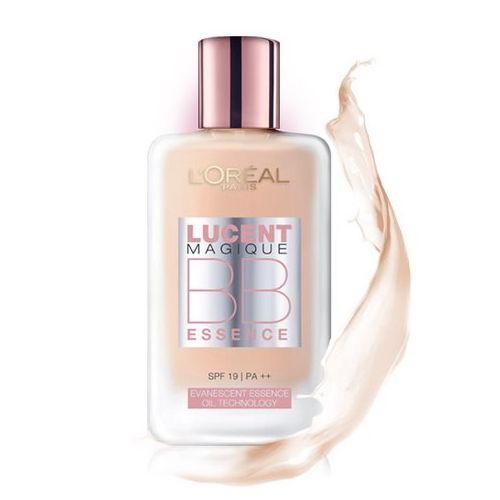 L'ORÉAL
PARIS
LUCENT
MAGIQUE
BB
ESSENCE
SPF 19 | PA ++
EVANESCENT ESSENCE
OIL TECHNOLOGY